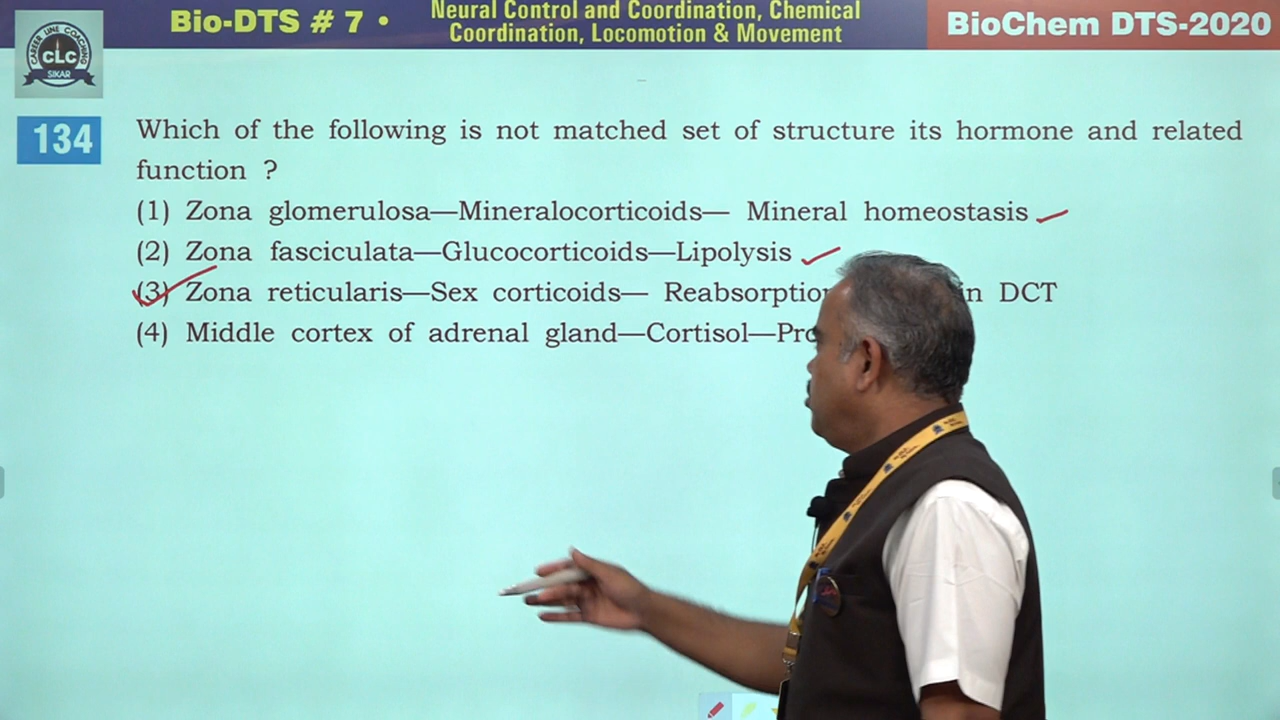 Bio-DTS # 7 •
Neural Control and Coordination, Chemical
Coordination, Locomotion & Movement
BioChem DTS-2020
CAREER LINE COACHING
CLC
SIKAR
134
Which of the following is not matched set of structure its hormone and related
function ?
(1) Zona glomerulosa—Mineralocorticoids— Mineral homeostasis
(2) Zona fasciculata—Glucocorticoids—Lipolysis
(3) Zona reticularis—Sex corticoids— in DCT
(4) Middle cortex of adrenal gland—Cortisol—